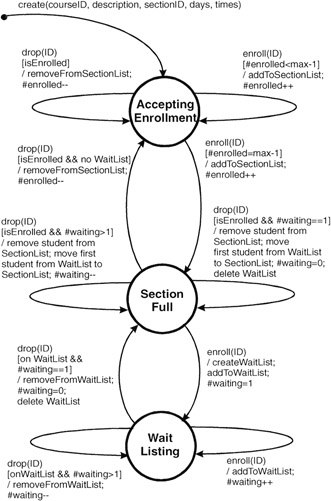 create(courseID, description, sectionID, days, times)
drop(ID)
[isEnrolled]
/ removeFromSectionList;
#enrolled--
enroll(ID)
[#enrolled<max-1]
/ addToSectionList;
#enrolled++
Accepting
Enrollment
drop(ID)
[isEnrolled && no WaitList]
/ removeFromSectionList;
#enrolled--
enroll(ID)
[#enrolled=max-1]
/ addToSectionList;
#enrolled++
drop(ID)
[isEnrolled && #waiting>1]
/ remove student from
SectionList; move first
student from WaitList to
SectionList; #waiting--
drop(ID)
[isEnrolled && #waiting==1]
/ remove student from
SectionList; move
first student from WaitList
to SectionList; #waiting=0;
delete WaitList
Section
Full
drop(ID)
[on WaitList &&
#waiting==1]
/ removeFromWaitList;
#waiting=0;
delete WaitList
enroll(ID)
/ createWaitList;
addToWaitList;
#waiting=1
Wait
Listing
drop(ID)
[onWaitList && #waiting>1]
/ removeFromWaitList;
#waiting--
enroll(ID)
/ addToWaitList;
#waiting++